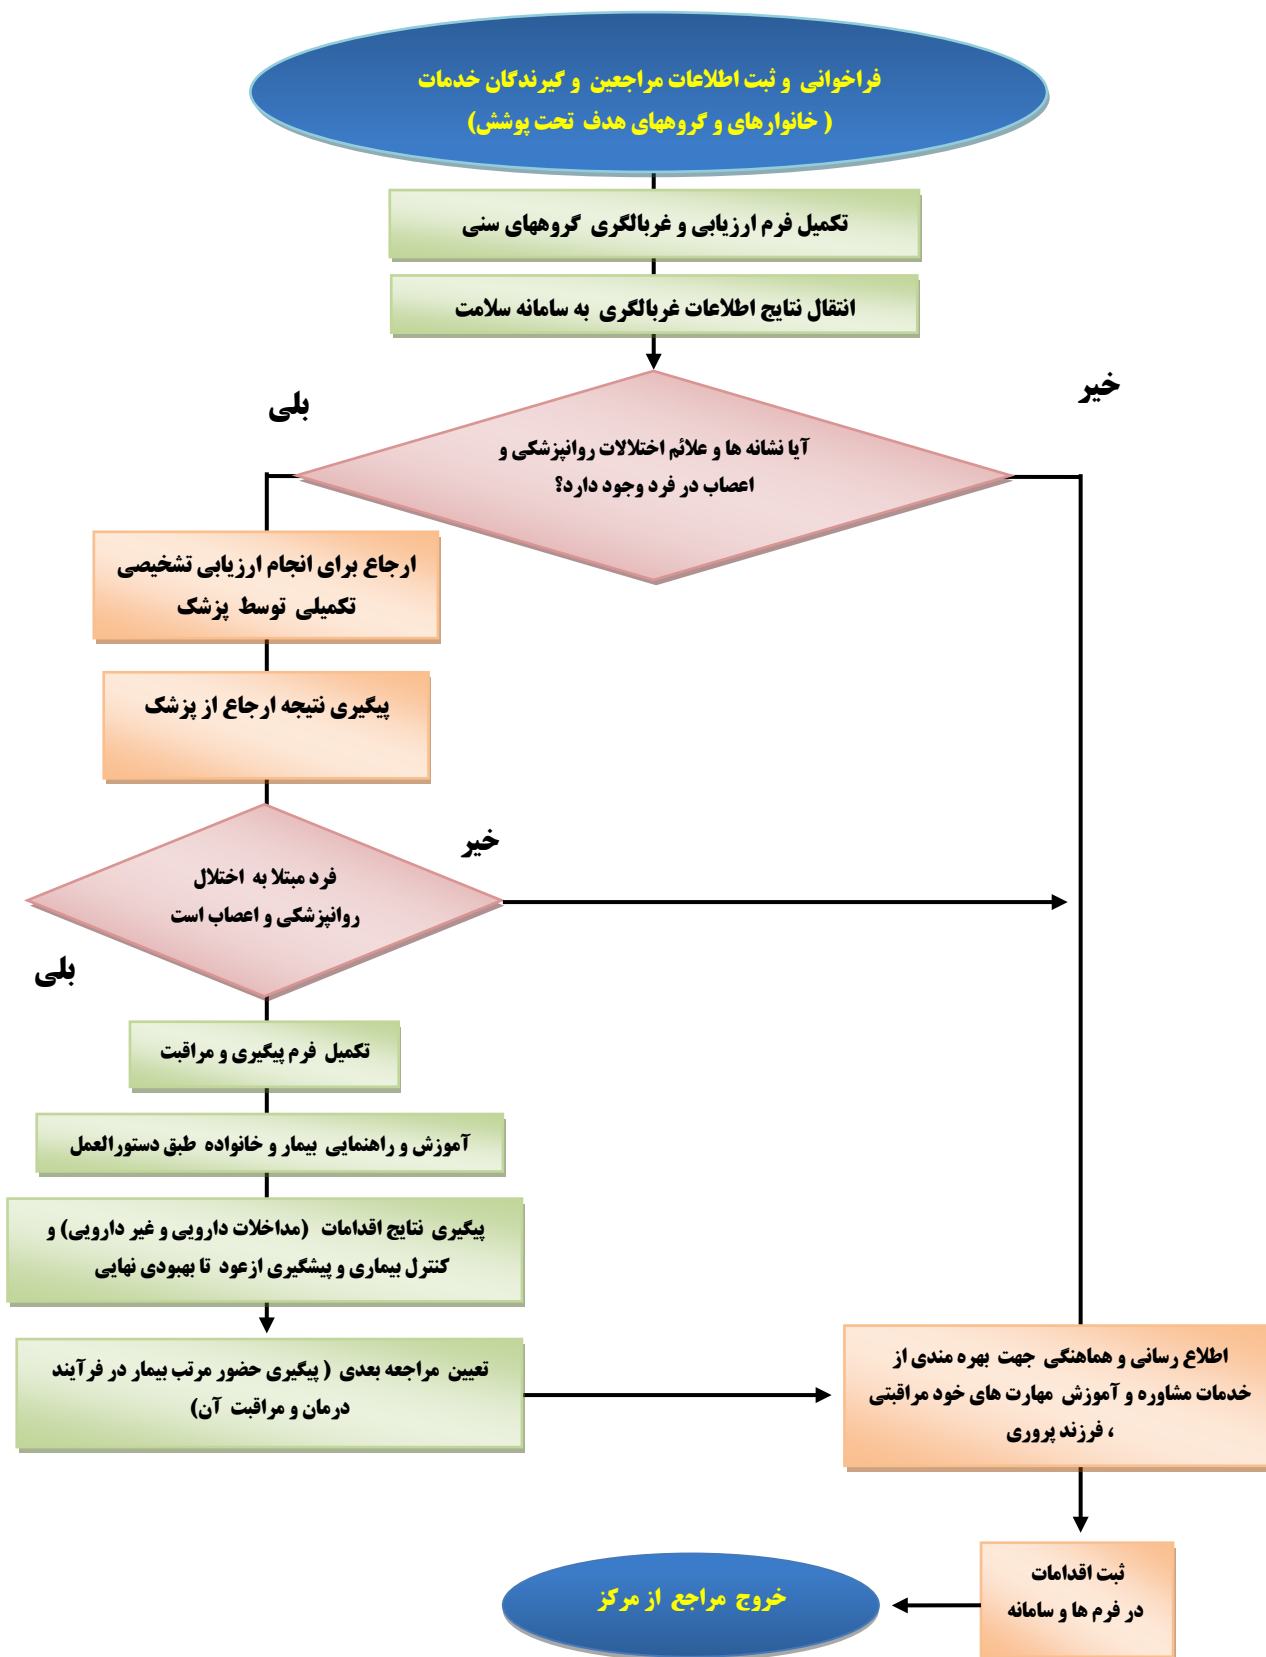 فراخوانی و ثبت اطلاعات مراجعین و گیرندگان خدمات
( خانوارهای و گروههای هدف تحت پوشش)
تکمیل فرم ارزیابی و غربالگری گروههای سنی
انتقال نتایج اطلاعات غربالگری به سامانه سلامت
خیر
بلی
آیا نشانه ها و علائم اختلالات روانپزشکی و
اعصاب در فرد وجود دارد؟
ارجاع برای انجام ارزیابی تشخیصی
تکمیلی توسط پزشک
پیگیری نتیجه ارجاع از پزشک
خیر
فرد مبتلا به اختلال
روانپزشکی و اعصاب است
بلی
تکمیل فرم پیگیری و مراقبت
آموزش و راهنمایی بیمار و خانواده طبق دستورالعمل
پیگیری نتایج اقدامات (مداخلات دارویی و غیر دارویی) و
کنترل بیماری و پیشگیری ازعود تا بهبودی نهایی
تعیین مراجعه بعدی ( پیگیری حضور مرتب بیمار در فرآیند
درمان و مراقبت آن)
اطلاع رسانی و هماهنگی جهت بهره مندی از
خدمات مشاوره و آموزش مهارت های خود مراقبتی
، فرزند پروری
ثبت اقدامات
در فرم ها و سامانه
خروج مراجع از مرکز